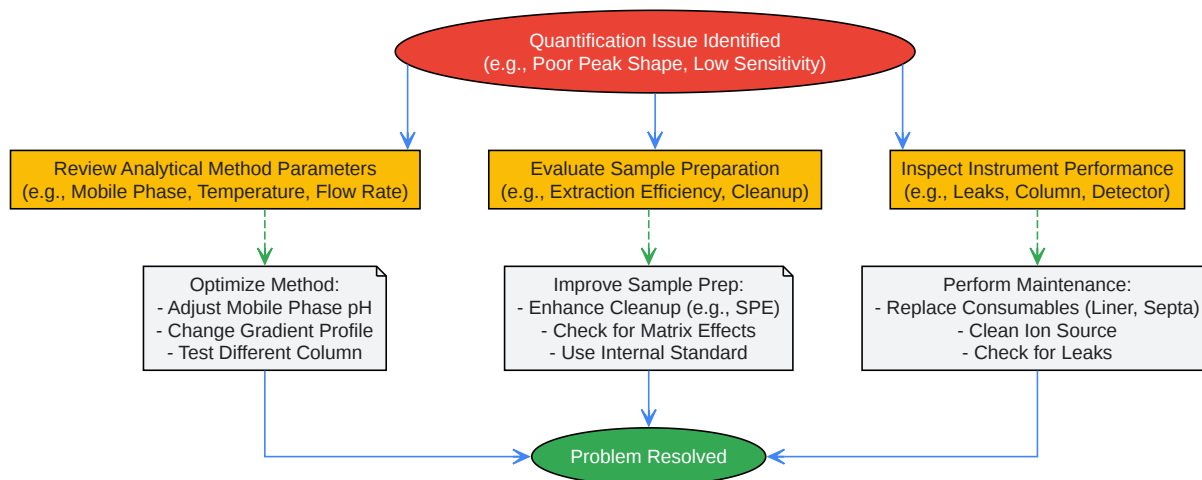 Quantification Issue Identified
(e.g., Poor Peak Shape, Low Sensitivity)
Review Analytical Method Parameters
(e.g., Mobile Phase, Temperature, Flow Rate)
Evaluate Sample Preparation
(e.g., Extraction Efficiency, Cleanup)
Inspect Instrument Performance
(e.g., Leaks, Column, Detector)
Optimize Method:
- Adjust Mobile Phase pH
- Change Gradient Profile
- Test Different Column
Improve Sample Prep:
- Enhance Cleanup (e.g., SPE)
- Check for Matrix Effects
- Use Internal Standard
Perform Maintenance:
- Replace Consumables (Liner, Septa)
- Clean Ion Source
- Check for Leaks
Problem Resolved